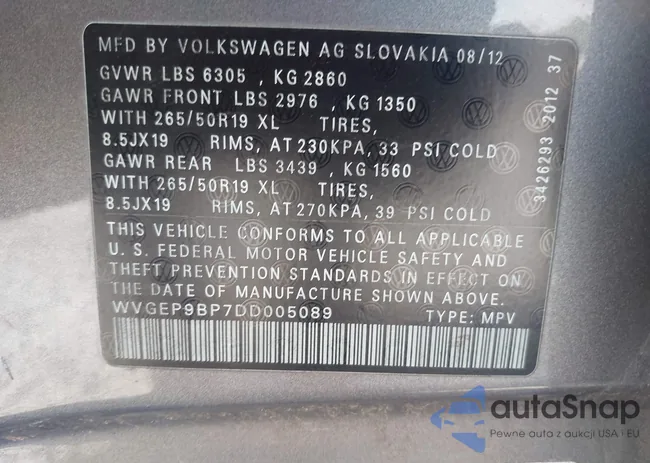 MFD BY VOLKSWAGEN AG SLOVAKIA 08/12
GVWR LBS 6305 , KG 2860
GAWR FRONT LBS 2976 , KG 1350
WITH 265/50R19 XL TIRES,
8.5JX19 RIMS, AT 230KPA, 33 PSI COLD
GAWR REAR LBS 3439 , KG 1560
WITH 265/50R19 XL TIRES,
8.5JX19 RIMS, AT 270KPA, 39 PSI COLD
THIS VEHICLE CONFORMS TO ALL APPLICABLE
U. S. FEDERAL MOTOR VEHICLE SAFETY AND
THEFT PREVENTION STANDARDS IN EFFECT ON
THE DATE OF MANUFACTURE SHOWN ABOVE.
WVGEP9BP7DD005089 TYPE: MPV
3426293 2012 37
autoSnap
Pewne auta z aukcji USA i EU